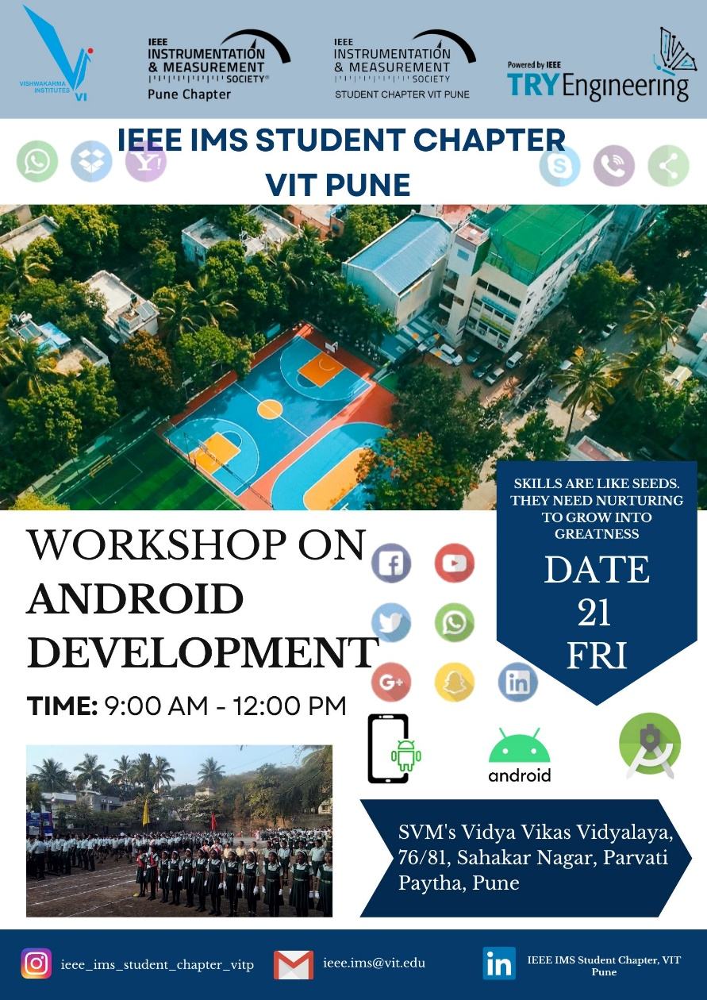 VISHWAKARMA
INSTITUTES
VI
IEEE
INSTRUMENTATION
& MEASUREMENT
SOCIETY®
Pune Chapter
IEEE
INSTRUMENTATION
& MEASUREMENT
SOCIETY
STUDENT CHAPTER VIT PUNE
Powered by IEEE
TRYEngineering
IEEE IMS STUDENT CHAPTER
VIT PUNE
SKILLS ARE LIKE SEEDS.
THEY NEED NURTURING
TO GROW INTO
GREATNESS
DATE
21
FRI
WORKSHOP ON
ANDROID
DEVELOPMENT
TIME: 9:00 AM - 12:00 PM
android
SVM's Vidya Vikas Vidyalaya,
76/81, Sahakar Nagar, Parvati
Paytha, Pune
ieee_ims_student_chapter_vitp
ieee.ims@vit.edu
IEEE IMS Student Chapter, VIT
Pune